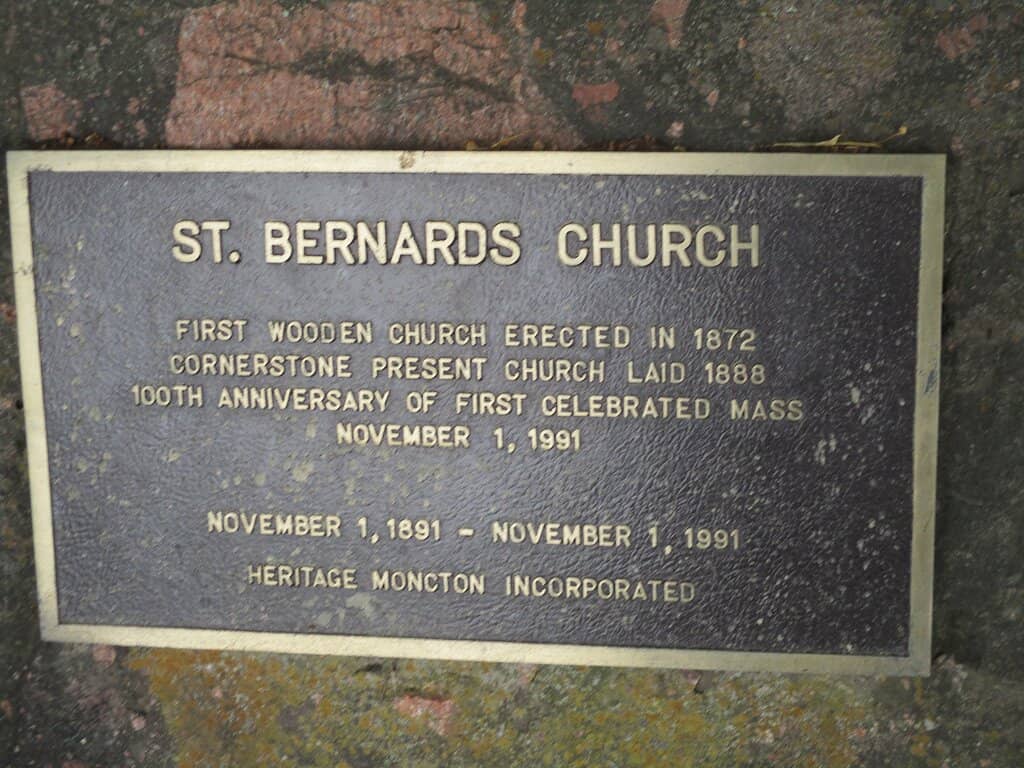 ST. BERNARDS CHURCH
FIRST WOODEN CHURCH ERECTED IN 1872
CORNERSTONE PRESENT CHURCH LAID 1888
100TH ANNIVERSARY OF FIRST CELEBRATED MASS
NOVEMBER 1, 1991
NOVEMBER 1, 1891 - NOVEMBER 1, 1991
HERITAGE MONCTON INCORPORATED